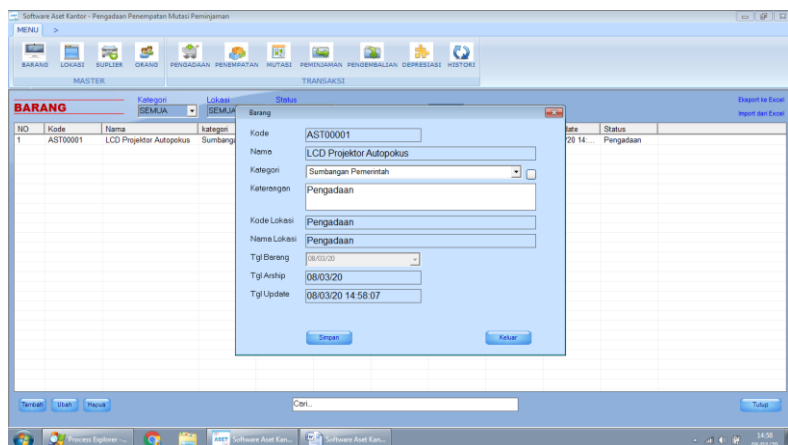 Software Aset Kantor - Pengadaan Penempatan Mutasi Peminjaman
MENU >
BARANG LOKASI SUPLIER ORANG PENGADAAN PENEMPATAN MUTASI PEMINJAMAN PENGEMBALIAN DEPRESIASI HISTORI
MASTER TRANSAKSI
BARANG
Kategori Lokasi Status
SEMUA SEMUA
Eksport ke Excel
Import dari Excel
NO Kode Nama kategori date Status
1 AST00001 LCD Projektor Autopokus Sumbanga /20 14:... Pengadaan
Barang
Kode AST00001
Nama LCD Projektor Autopokus
Kategori Sumbangan Pemerintah
Keterangan Pengadaan
Kode Lokasi Pengadaan
Nama Lokasi Pengadaan
Tgl Barang 08/03/20
Tgl Arship 08/03/20
Tgl Update 08/03/20 14:58:07
Simpan Keluar
Tambah Ubah Hapus Cari... Tutup
Process Explorer -... ASET Software Aset Kan... Software Aset Kan... 14:58